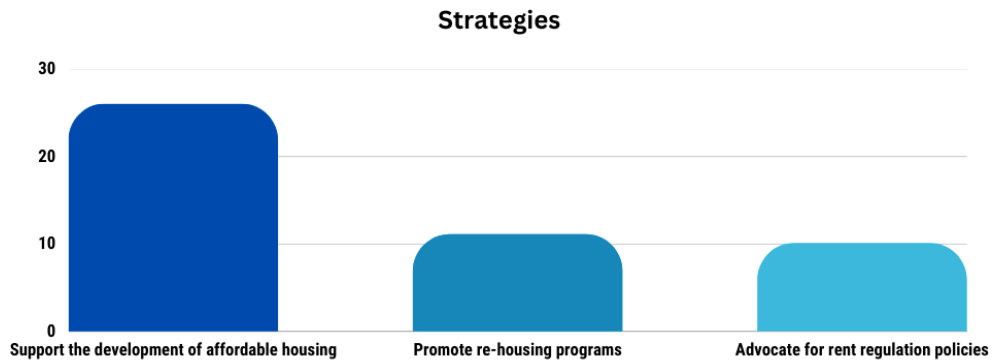 Strategies
30
20
10
0
Support the development of affordable housing
Promote re-housing programs
Advocate for rent regulation policies